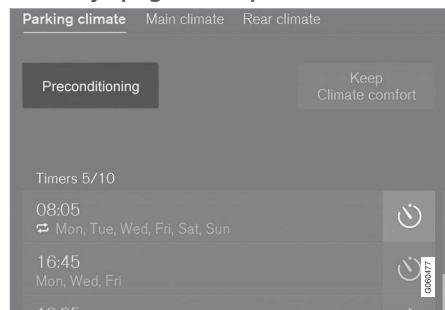 Parking climate Main climate Rear climate
Preconditioning
Keep
Climate comfort
Timers 5/10
08:05
Mon, Tue, Wed, Fri, Sat, Sun
16:45
Mon, Wed, Fri
G060477